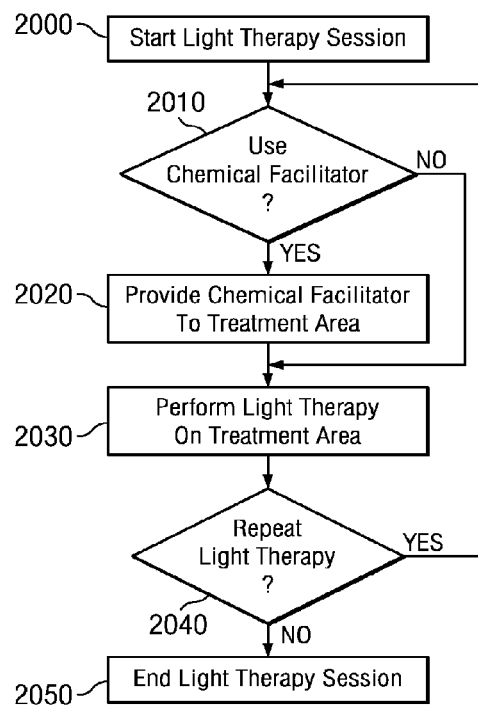 2000
Start Light Therapy Session
2010
Use
Chemical Facilitator
?
NO
YES
2020
Provide Chemical Facilitator
To Treatment Area
2030
Perform Light Therapy
On Treatment Area
Repeat
Light Therapy
?
YES
2040
NO
2050
End Light Therapy Session